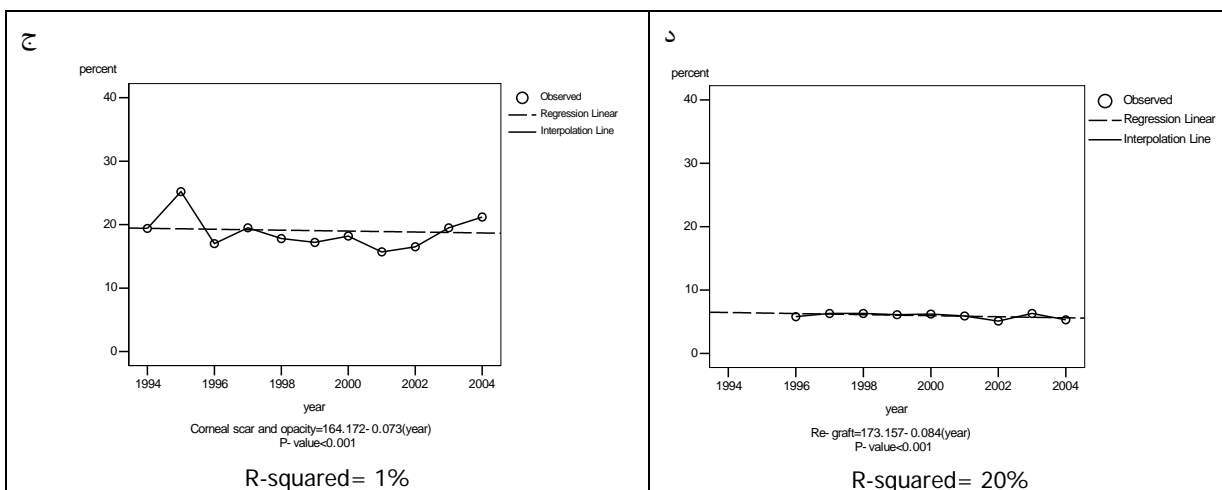 ج
percent
40
30
20
10
0
1994 1996 1998 2000 2002 2004
year
Observed
Regression Linear
Interpolation Line
Corneal scar and opacity=164.172- 0.073(year)
P- value<0.001
R-squared= 1%
د
percent
40
30
20
10
0
1994 1996 1998 2000 2002 2004
year
Observed
Regression Linear
Interpolation Line
Re- graft=173.157- 0.084(year)
P- value<0.001
R-squared= 20%